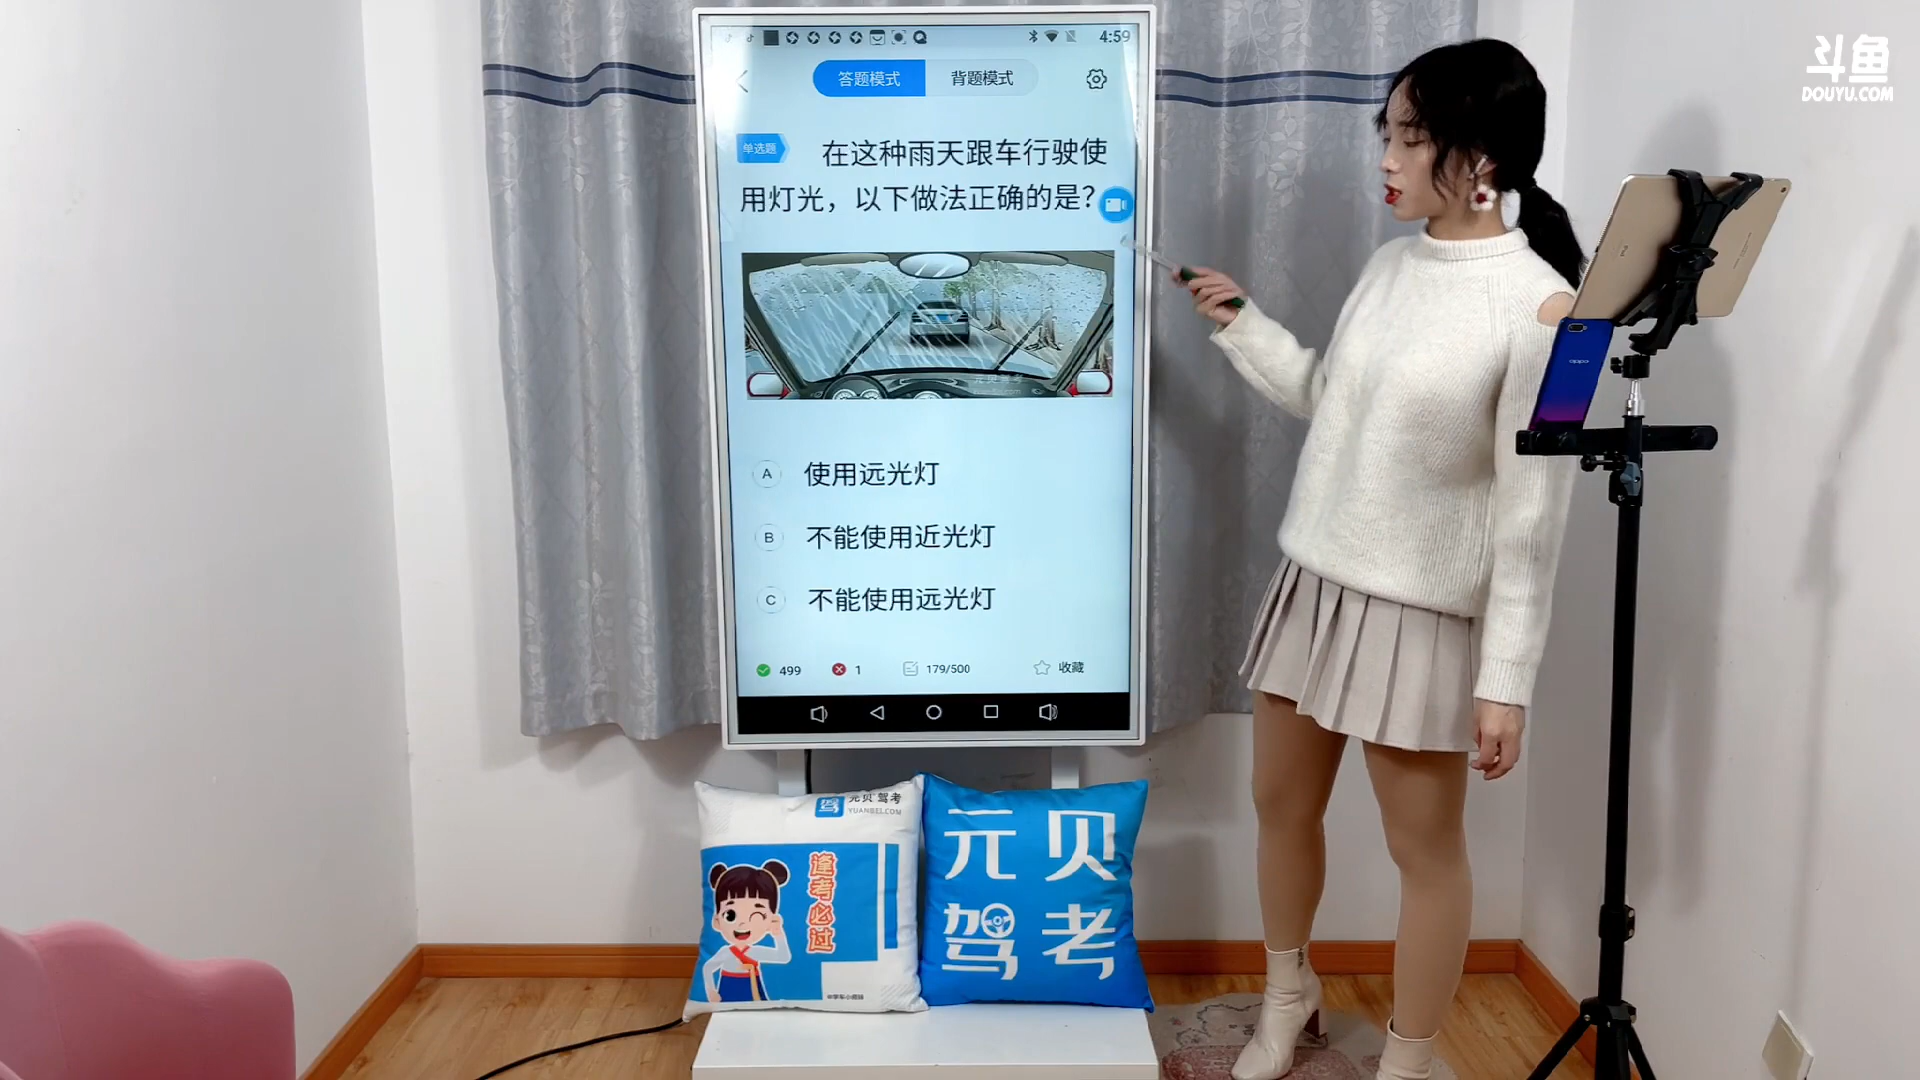 斗鱼
DOUYU.COM
4:59
答题模式
背题模式
单选题
在这种雨天跟车行驶使
用灯光，以下做法正确的是？
A 使用远光灯
B 不能使用近光灯
C 不能使用远光灯
499
1
179/500
收藏
oppo
元贝驾考
YUANBEI.COM
逢考必过
元贝
驾考